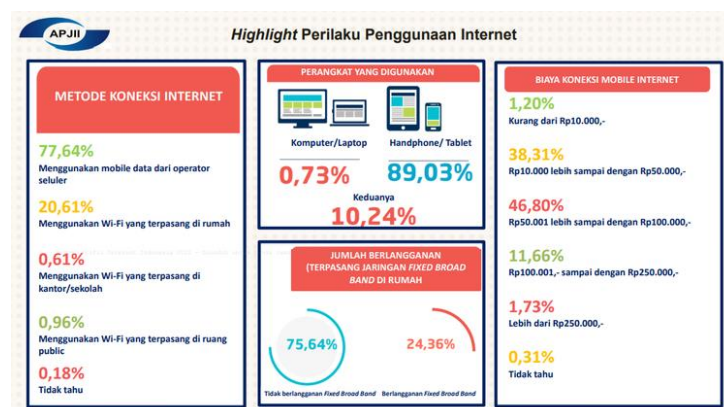 APJII
Highlight Perilaku Penggunaan Internet
METODE KONEKSI INTERNET
77,64%
Menggunakan mobile data dari operator
seluler
20,61%
Menggunakan Wi-Fi yang terpasang di rumah
0,61%
Menggunakan Wi-Fi yang terpasang di
kantor/sekolah
0,96%
Menggunakan Wi-Fi yang terpasang di ruang
public
0,18%
Tidak tahu
PERANGKAT YANG DIGUNAKAN
Komputer/Laptop
Handphone/ Tablet
0,73%
89,03%
Keduanya
10,24%
JUMLAH BERLANGGANAN
(TERPASANG JARINGAN FIXED BROAD
BAND DI RUMAH
75,64%
24,36%
Tidak berlangganan Fixed Broad Band
Berlangganan Fixed Broad Band
BIAYA KONEKSI MOBILE INTERNET
1,20%
Kurang dari Rp10.000,-
38,31%
Rp10.000 lebih sampai dengan Rp50.000,-
46,80%
Rp50.001 lebih sampai dengan Rp100.000,-
11,66%
Rp100.001,- sampai dengan Rp250.000,-
1,73%
Lebih dari Rp250.000,-
0,31%
Tidak tahu